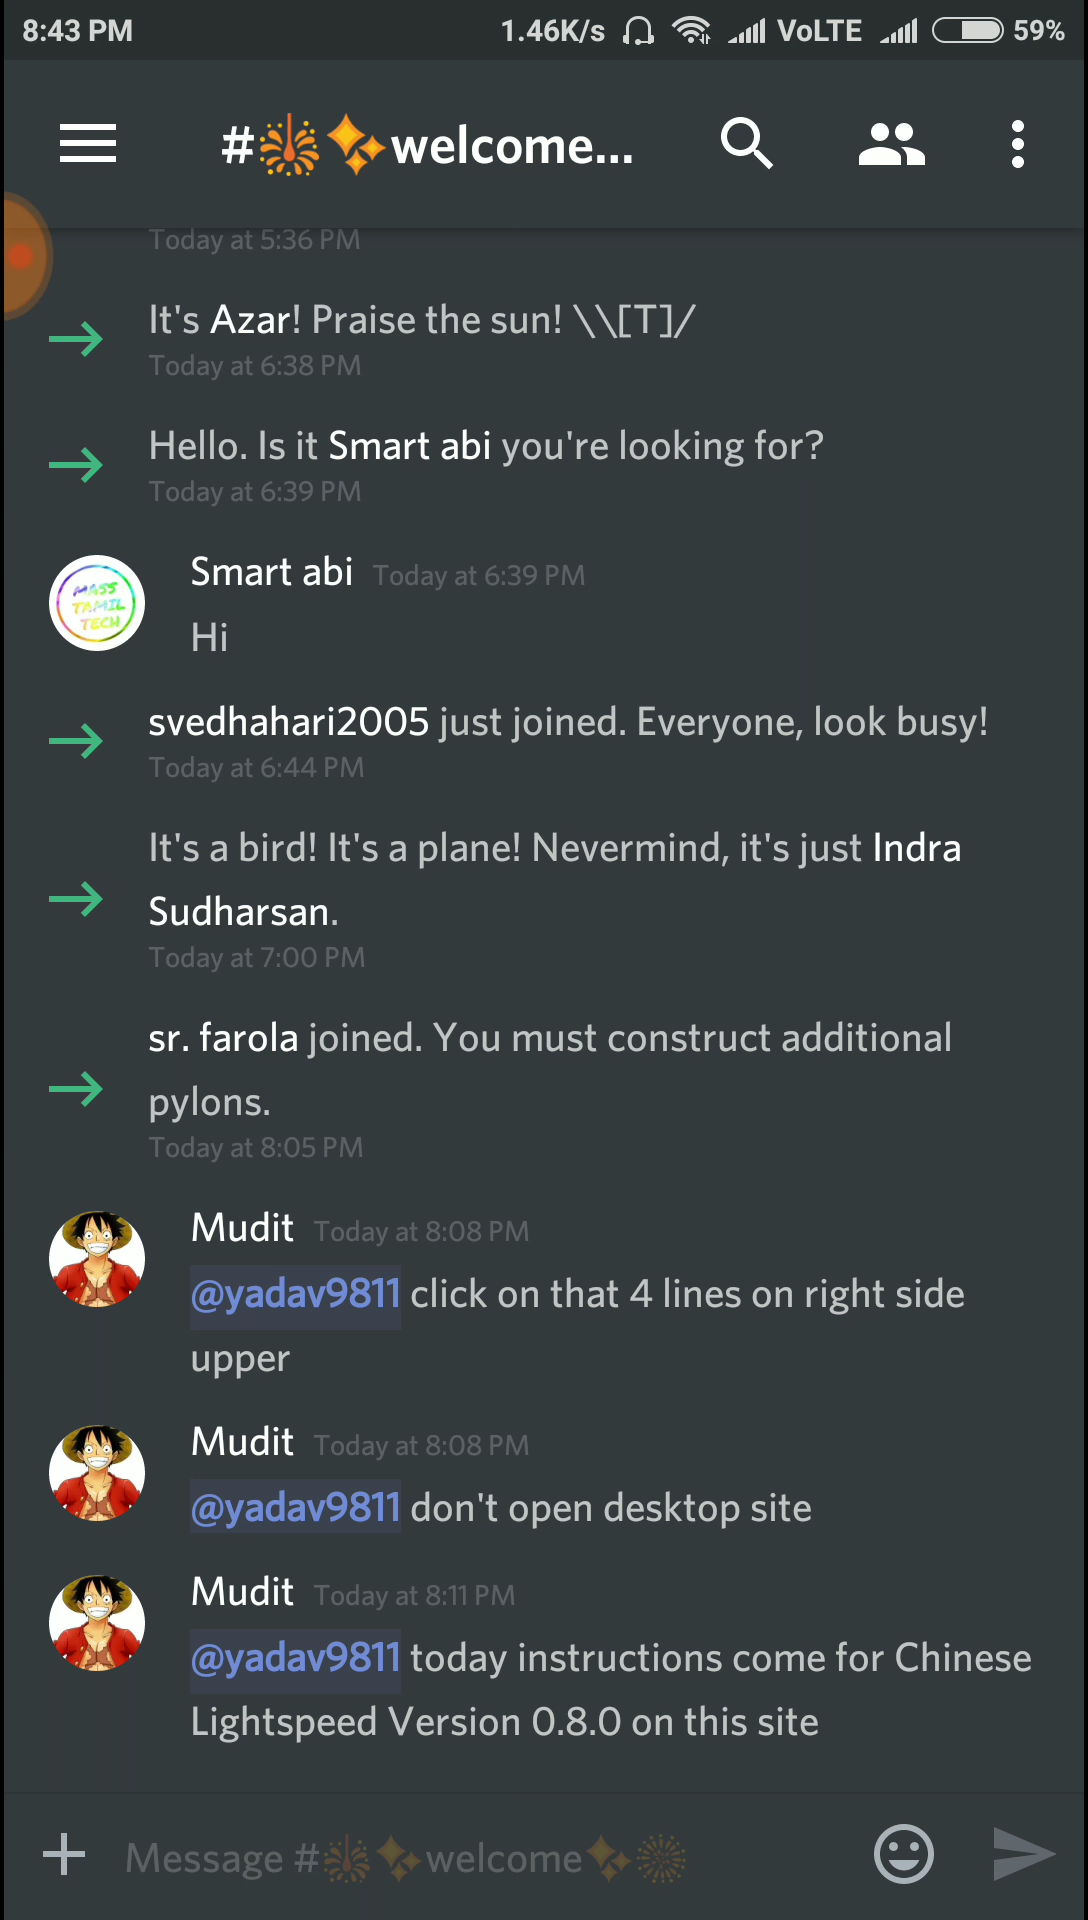 8:43 PM 1.46K/s VoLTE 59%
#🎇✨welcome...
Today at 5:36 PM
It's Azar! Praise the sun! \\[T]/
Today at 6:38 PM
Hello. Is it Smart abi you're looking for?
Today at 6:39 PM
Smart abi Today at 6:39 PM
MASS
TAMIL
TECH
Hi
svedhahari2005 just joined. Everyone, look busy!
Today at 6:44 PM
It's a bird! It's a plane! Nevermind, it's just Indra
Sudharsan.
Today at 7:00 PM
sr. farola joined. You must construct additional
pylons.
Today at 8:05 PM
Mudit Today at 8:08 PM
@yadav9811 click on that 4 lines on right side
upper
Mudit Today at 8:08 PM
@yadav9811 don't open desktop site
Mudit Today at 8:11 PM
@yadav9811 today instructions come for Chinese
Lightspeed Version 0.8.0 on this site
Message #🎇✨welcome✨🎆